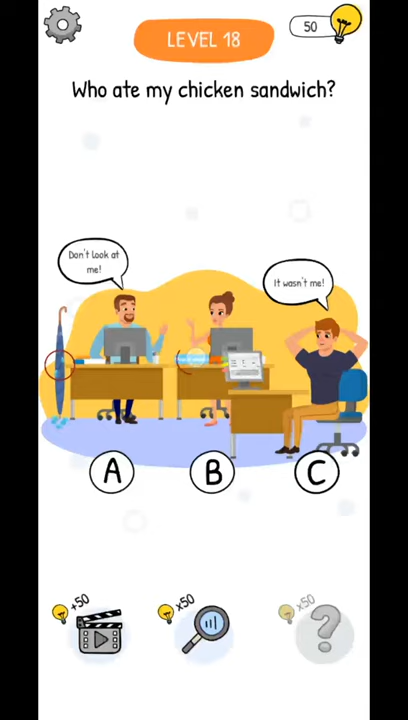 50
LEVEL 18
Who ate my chicken sandwich?
Don't look at
me!
It wasn't me!
A
B
C
+50
x50
x50
?